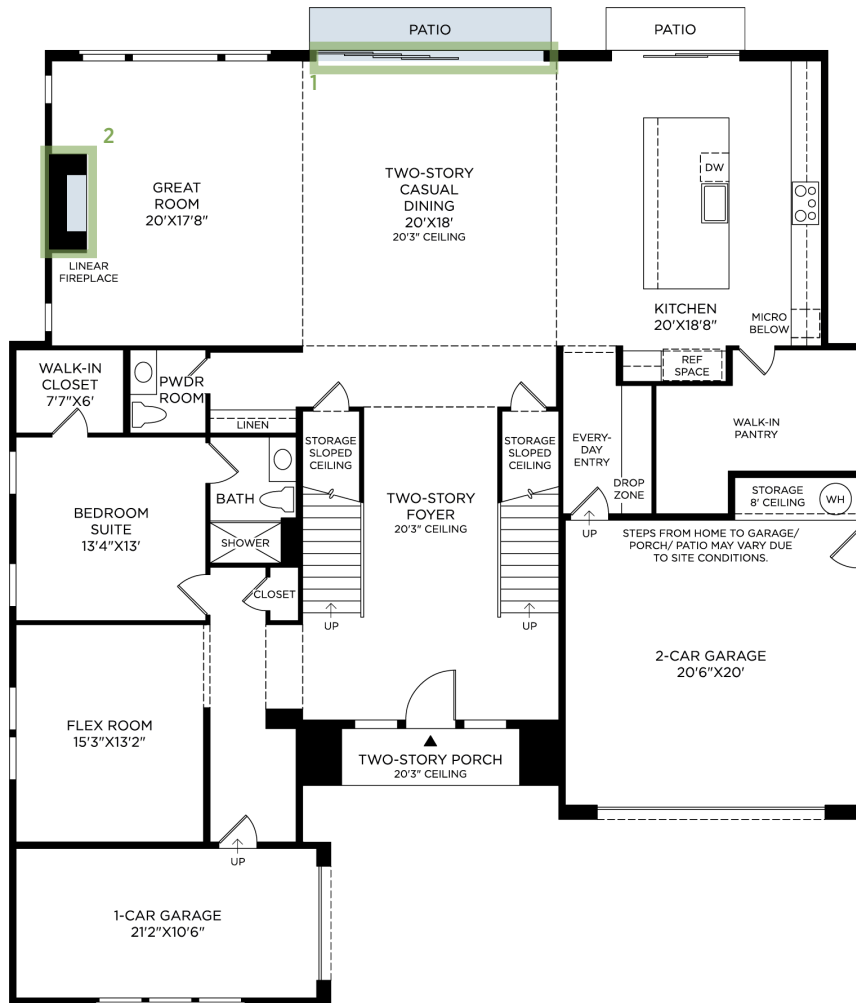 PATIO
PATIO
1
2
GREAT
ROOM
20'X17'8"
LINEAR
FIREPLACE
TWO-STORY
CASUAL
DINING
20'X18'
20'3" CEILING
DW
KITCHEN
20'X18'8"
MICRO
BELOW
REF
SPACE
WALK-IN
CLOSET
7'7"X6'
PWDR
ROOM
LINEN
STORAGE
SLOPED
CEILING
STORAGE
SLOPED
CEILING
EVERY-
DAY
ENTRY
DROP
ZONE
WALK-IN
PANTRY
BATH
SHOWER
BEDROOM
SUITE
13'4"X13'
TWO-STORY
FOYER
20'3" CEILING
STORAGE
8' CEILING
WH
UP
STEPS FROM HOME TO GARAGE/
PORCH/ PATIO MAY VARY DUE
TO SITE CONDITIONS.
CLOSET
UP
UP
2-CAR GARAGE
20'6"X20'
FLEX ROOM
15'3"X13'2"
TWO-STORY PORCH
20'3" CEILING
UP
1-CAR GARAGE
21'2"X10'6"